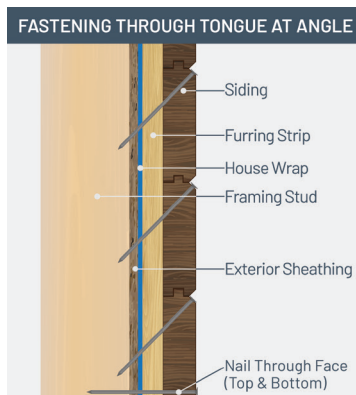 FASTENING THROUGH TONGUE AT ANGLE
Siding
Furring Strip
House Wrap
Framing Stud
Exterior Sheathing
Nail Through Face
(Top & Bottom)